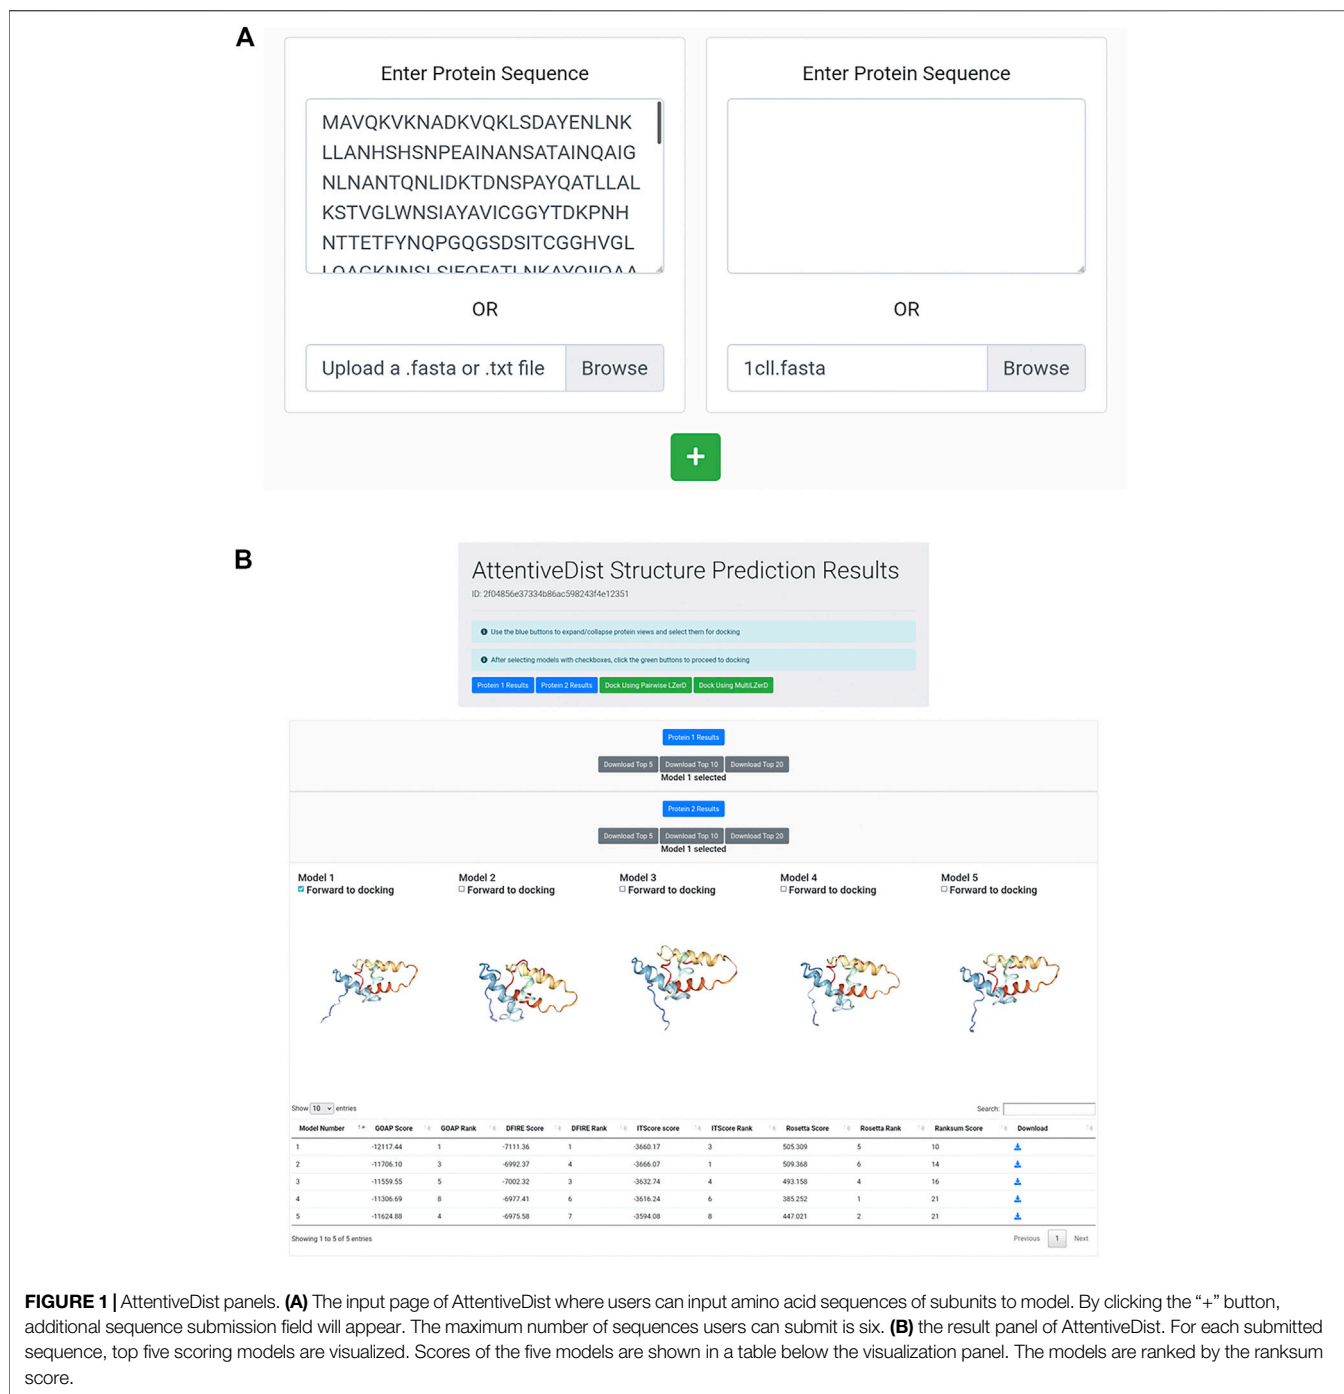 A
Enter Protein Sequence
MAVQKVKNADKVQKLSDAYENLNK
LLANHSHSNPEAINANSATAINQAIG
NLNANTQNLIDKTDNSPAYQATLLAL
KSTVGLWNSIAYAVICGGYTDKPNH
NTTETFYNQPGQGSDSITCGGHVGL
LQAGKNNSLSIEQFATLNKAYQIIQAA
OR
Upload a .fasta or .txt file Browse
Enter Protein Sequence
OR
1cll.fasta Browse
+
B
AttentiveDist Structure Prediction Results
ID: 2f04856e37334b86ac598243f4e12351
Use the blue buttons to expand/collapse protein views and select them for docking
After selecting models with checkboxes, click the green buttons to proceed to docking
Protein 1 Results Protein 2 Results Dock Using Pairwise LZerD Dock Using MultiLZerD
Protein 1 Results
Download Top 5 Download Top 10 Download Top 20
Model 1 selected
Protein 2 Results
Download Top 5 Download Top 10 Download Top 20
Model 1 selected
Model 1 Model 2 Model 3 Model 4 Model 5
Forward to docking Forward to docking Forward to docking Forward to docking Forward to docking
Show 10 entries Search:
Model Number GOAP Score GOAP Rank DFIRE Score DFIRE Rank ITScore score ITScore Rank Rosetta Score Rosetta Rank Ranksum Score Download
1 -12117.44 1 -7111.36 1 -3660.17 3 505.309 5 10
2 -11706.10 3 -6992.37 4 -3666.07 1 509.368 6 14
3 -11559.55 5 -7002.32 3 -3632.74 4 493.158 4 16
4 -11306.69 8 -6977.41 6 -3616.24 6 385.252 1 21
5 -11624.88 4 -6975.58 7 -3594.08 8 447.021 2 21
Showing 1 to 5 of 5 entries Previous 1 Next
FIGURE 1 | AttentiveDist panels. (A) The input page of AttentiveDist where users can input amino acid sequences of subunits to model. By clicking the “+” button,
additional sequence submission field will appear. The maximum number of sequences users can submit is six. (B) the result panel of AttentiveDist. For each submitted
sequence, top five scoring models are visualized. Scores of the five models are shown in a table below the visualization panel. The models are ranked by the ranksum
score.